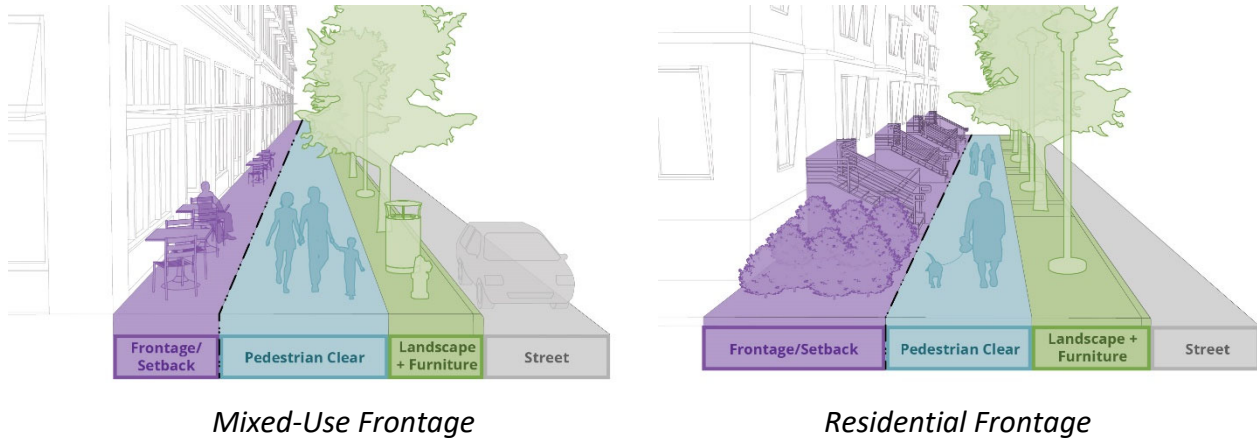 Frontage/
Setback
Pedestrian Clear
Landscape
+ Furniture
Street
Mixed-Use Frontage
Frontage/Setback
Pedestrian Clear
Landscape +
Furniture
Street
Residential Frontage